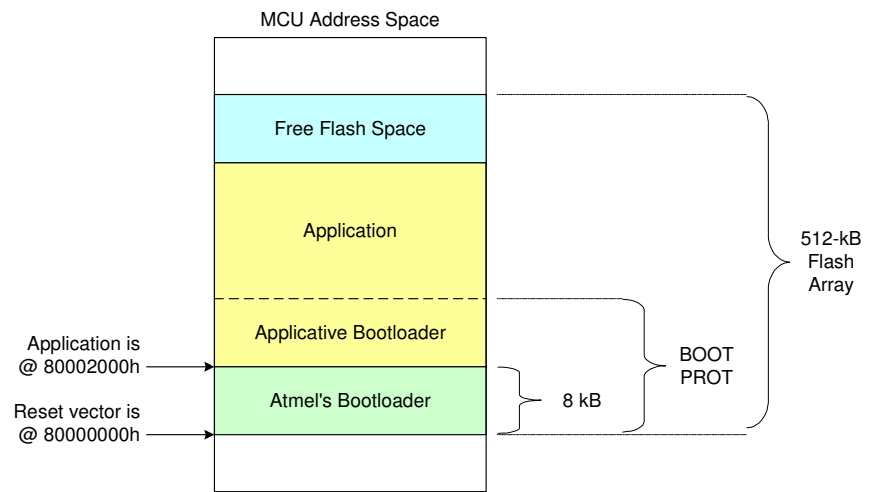 MCU Address Space
Free Flash Space
Application
512-kB
Flash
Array
Applicative Bootloader
Application is
@ 80002000h
BOOT
PROT
Atmel's Bootloader
8 kB
Reset vector is
@ 80000000h